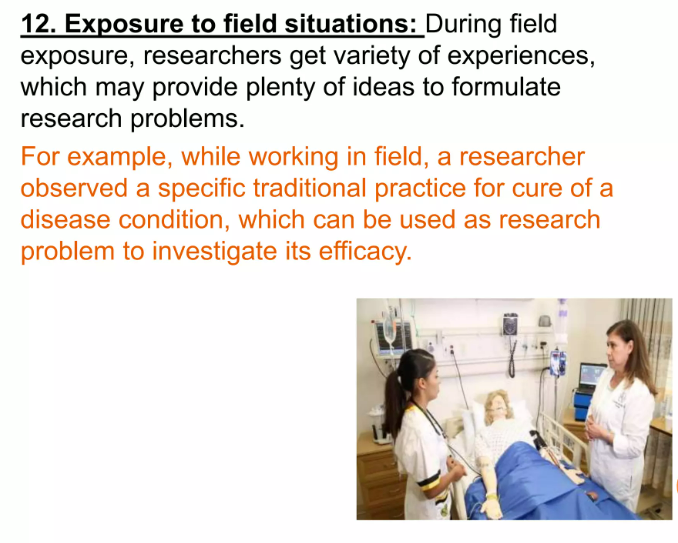 12. Exposure to field situations: During field
exposure, researchers get variety of experiences,
which may provide plenty of ideas to formulate
research problems.
For example, while working in field, a researcher
observed a specific traditional practice for cure of a
disease condition, which can be used as research
problem to investigate its efficacy.